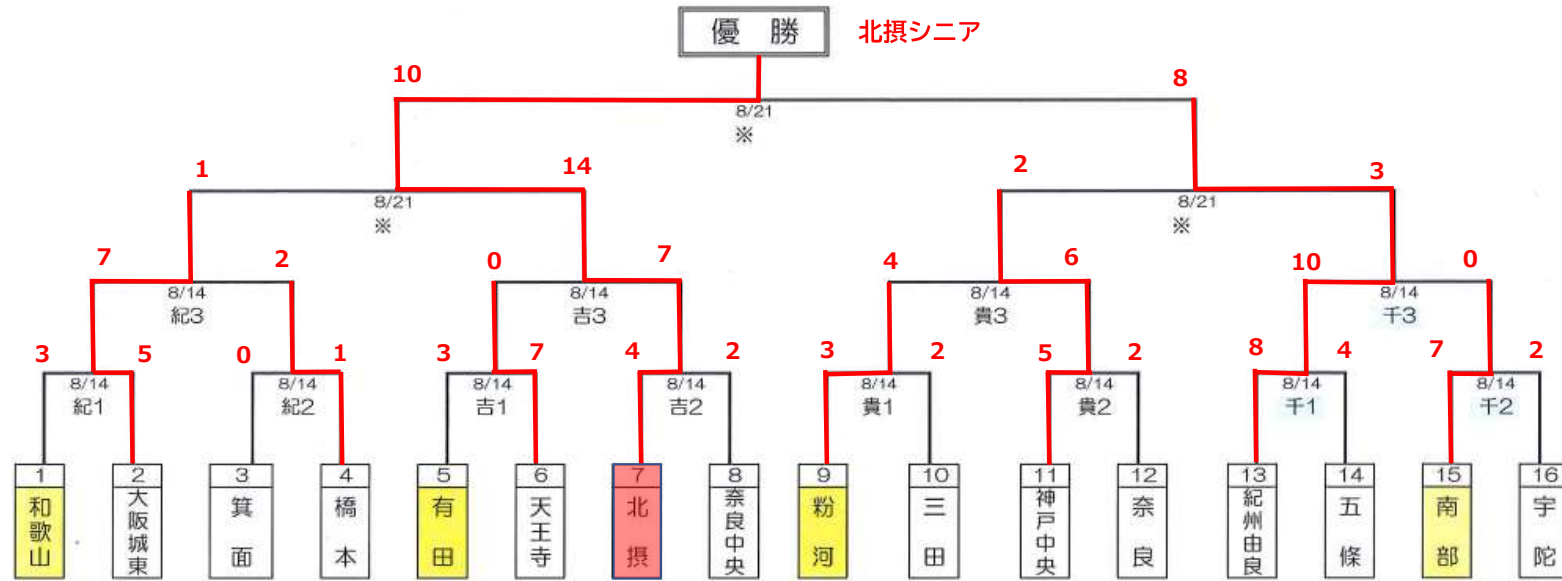 優 勝 北摂シニア
10 8
8/21
※
1 14 2 3
8/21 8/21
※ ※
7 2 0 7 4 6 10 0
8/14 8/14 8/14 8/14
紀3 吉3 貴3 千3
3 5 0 1 3 7 4 2 3 2 5 2 8 4 7 2
8/14 8/14 8/14 8/14 8/14 8/14 8/14 8/14
紀1 紀2 吉1 吉2 貴1 貴2 千1 千2
1 2 3 4 5 6 7 8 9 10 11 12 13 14 15 16
和歌山
大阪城東
箕面
橋本
有田
天王寺
北摂
奈良中央
粉河
三田
神戸中央
奈良
紀州由良
五條
南部
宇陀